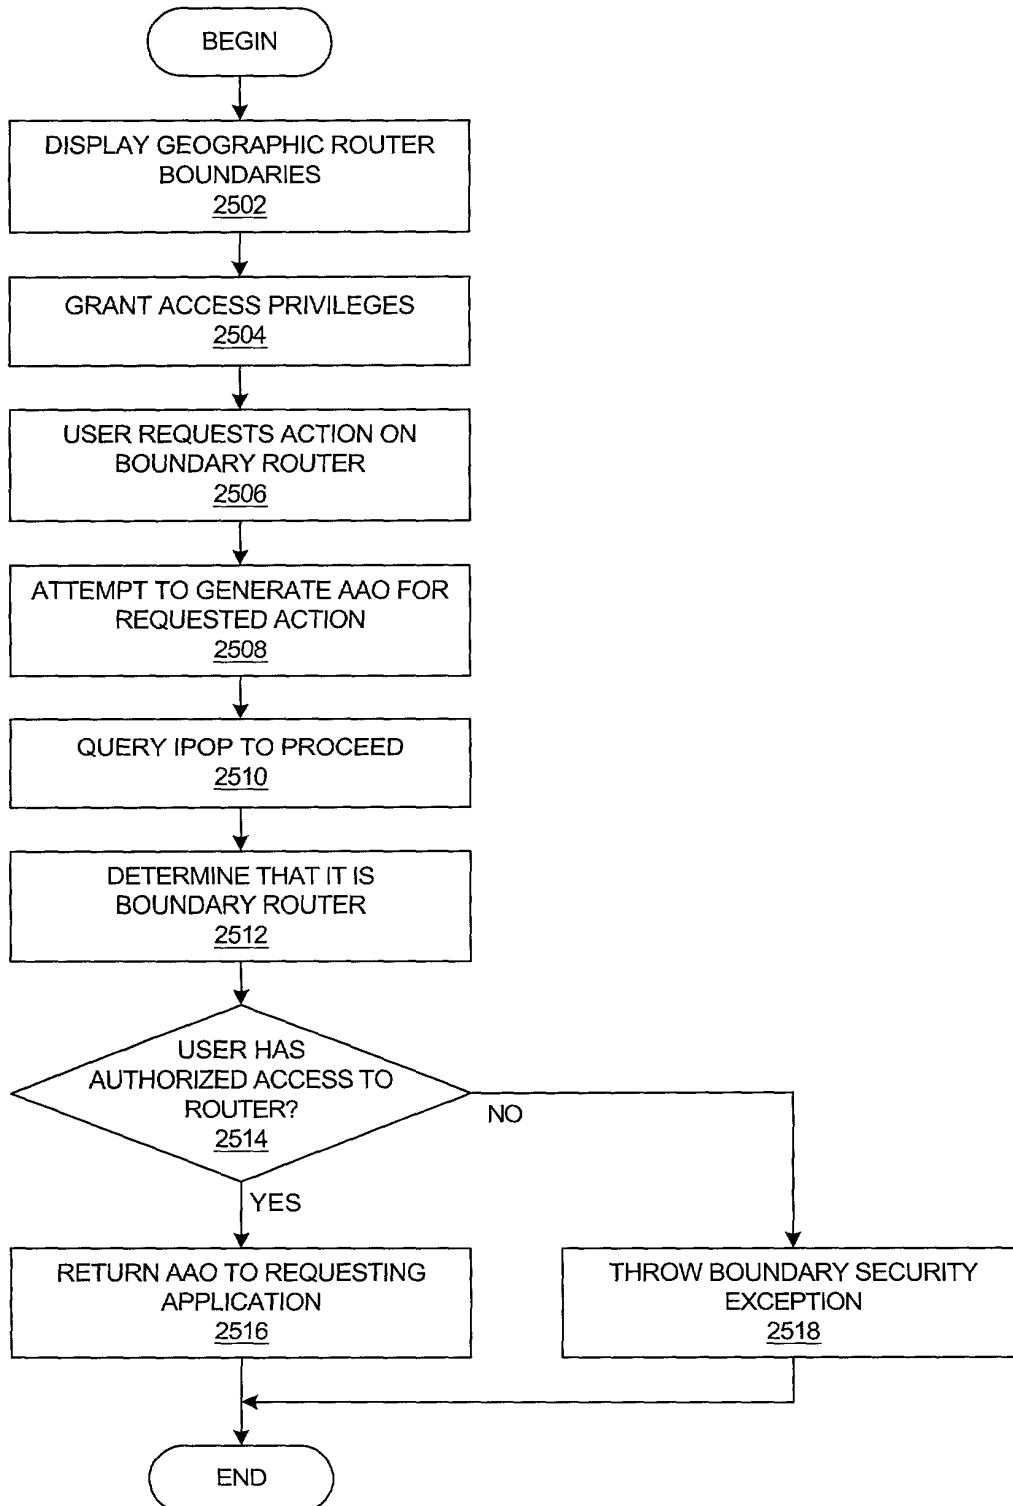 BEGIN
DISPLAY GEOGRAPHIC ROUTER
BOUNDARIES
2502
GRANT ACCESS PRIVILEGES
2504
USER REQUESTS ACTION ON
BOUNDARY ROUTER
2506
ATTEMPT TO GENERATE AAO FOR
REQUESTED ACTION
2508
QUERY IPOP TO PROCEED
2510
DETERMINE THAT IT IS
BOUNDARY ROUTER
2512
USER HAS
AUTHORIZED ACCESS TO
ROUTER?
2514
NO
YES
RETURN AAO TO REQUESTING
APPLICATION
2516
THROW BOUNDARY SECURITY
EXCEPTION
2518
END